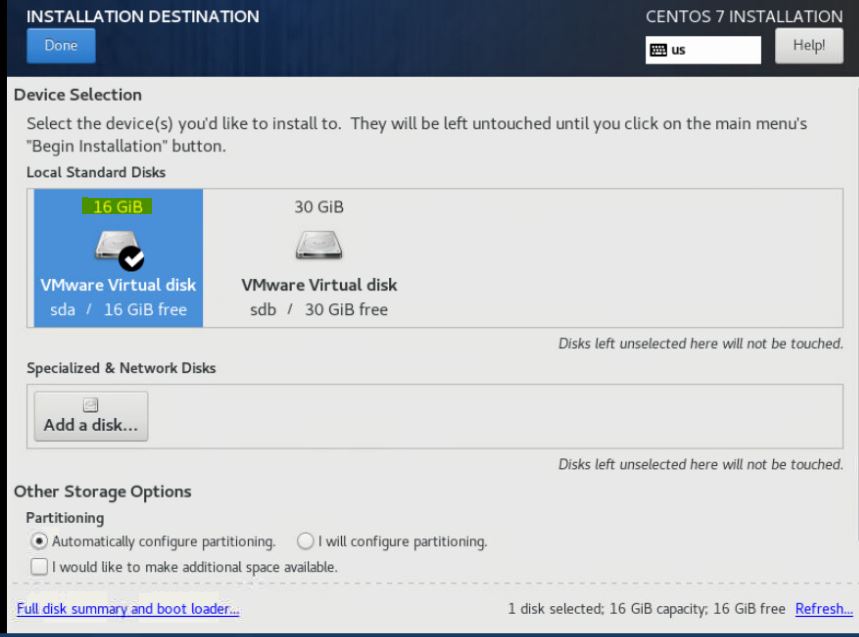 INSTALLATION DESTINATION
CENTOS 7 INSTALLATION
Done
us
Help!
Device Selection
Select the device(s) you'd like to install to. They will be left untouched until you click on the main menu's
"Begin Installation" button.
Local Standard Disks
16 GiB
VMware Virtual disk
sda / 16 GiB free
30 GiB
VMware Virtual disk
sdb / 30 GiB free
Disks left unselected here will not be touched.
Specialized & Network Disks
Add a disk...
Disks left unselected here will not be touched.
Other Storage Options
Partitioning
Automatically configure partitioning.
I will configure partitioning.
I would like to make additional space available.
Full disk summary and boot loader...
1 disk selected; 16 GiB capacity; 16 GiB free Refresh...